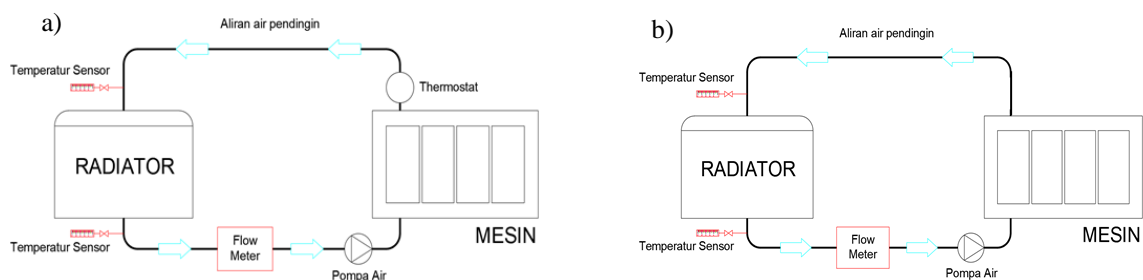 a)
Aliran air pendingin
Temperatur Sensor
Thermostat
RADIATOR
Temperatur Sensor
Flow
Meter
Pompa Air
MESIN
b)
Aliran air pendingin
Temperatur Sensor
RADIATOR
Temperatur Sensor
Flow
Meter
Pompa Air
MESIN